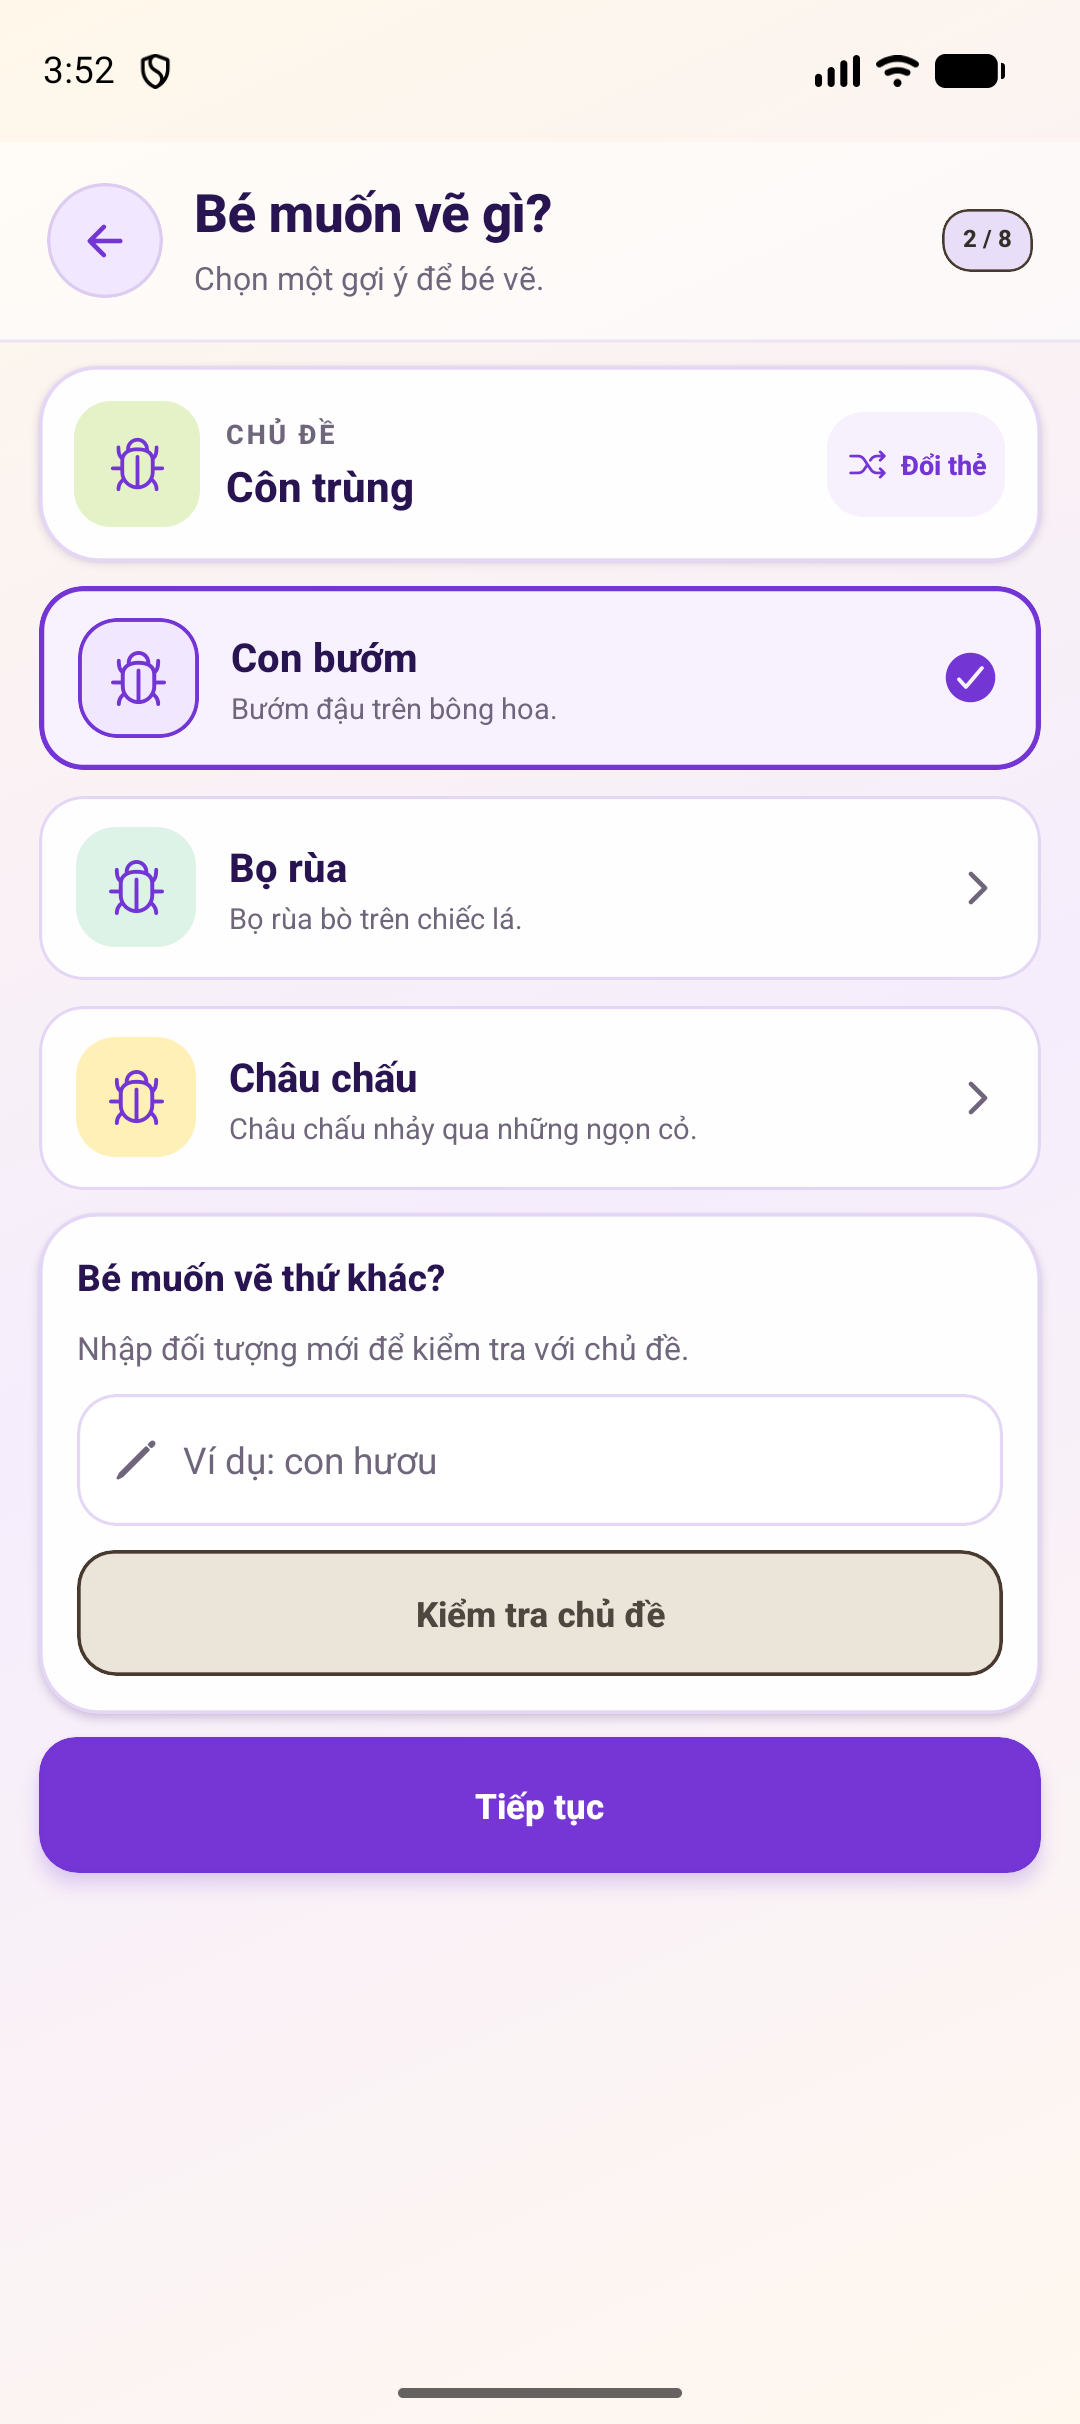 3:52
Bé muốn vẽ gì?
Chọn một gợi ý để bé vẽ.
2 / 8
CHỦ ĐỀ
Côn trùng
Đổi thẻ
Con bướm
Bướm đậu trên bông hoa.
Bọ rùa
Bọ rùa bò trên chiếc lá.
Châu chấu
Châu chấu nhảy qua những ngọn cỏ.
Bé muốn vẽ thứ khác?
Nhập đối tượng mới để kiểm tra với chủ đề.
Ví dụ: con hươu
Kiểm tra chủ đề
Tiếp tục